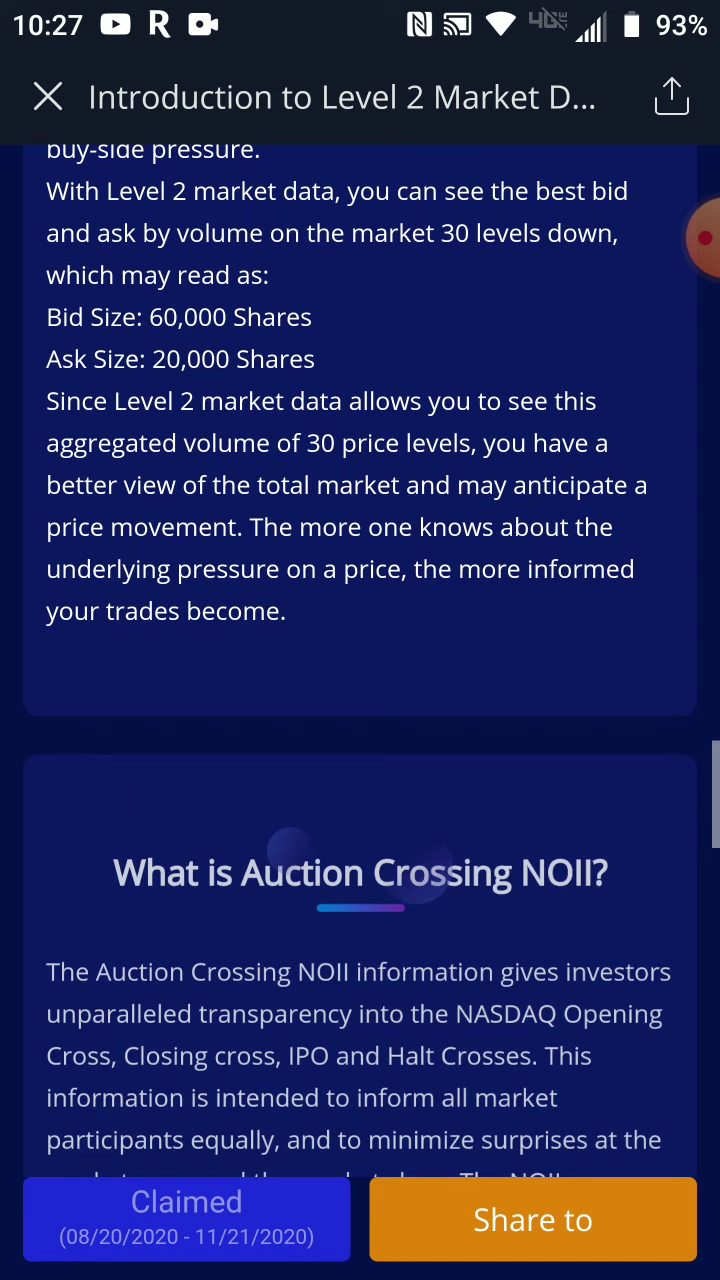 10:27
R
4G
93%
Introduction to Level 2 Market D...
buy-side pressure.
With Level 2 market data, you can see the best bid
and ask by volume on the market 30 levels down,
which may read as:
Bid Size: 60,000 Shares
Ask Size: 20,000 Shares
Since Level 2 market data allows you to see this
aggregated volume of 30 price levels, you have a
better view of the total market and may anticipate a
price movement. The more one knows about the
underlying pressure on a price, the more informed
your trades become.
What is Auction Crossing NOII?
The Auction Crossing NOII information gives investors
unparalleled transparency into the NASDAQ Opening
Cross, Closing cross, IPO and Halt Crosses. This
information is intended to inform all market
participants equally, and to minimize surprises at the
Claimed
(08/20/2020 - 11/21/2020)
Share to